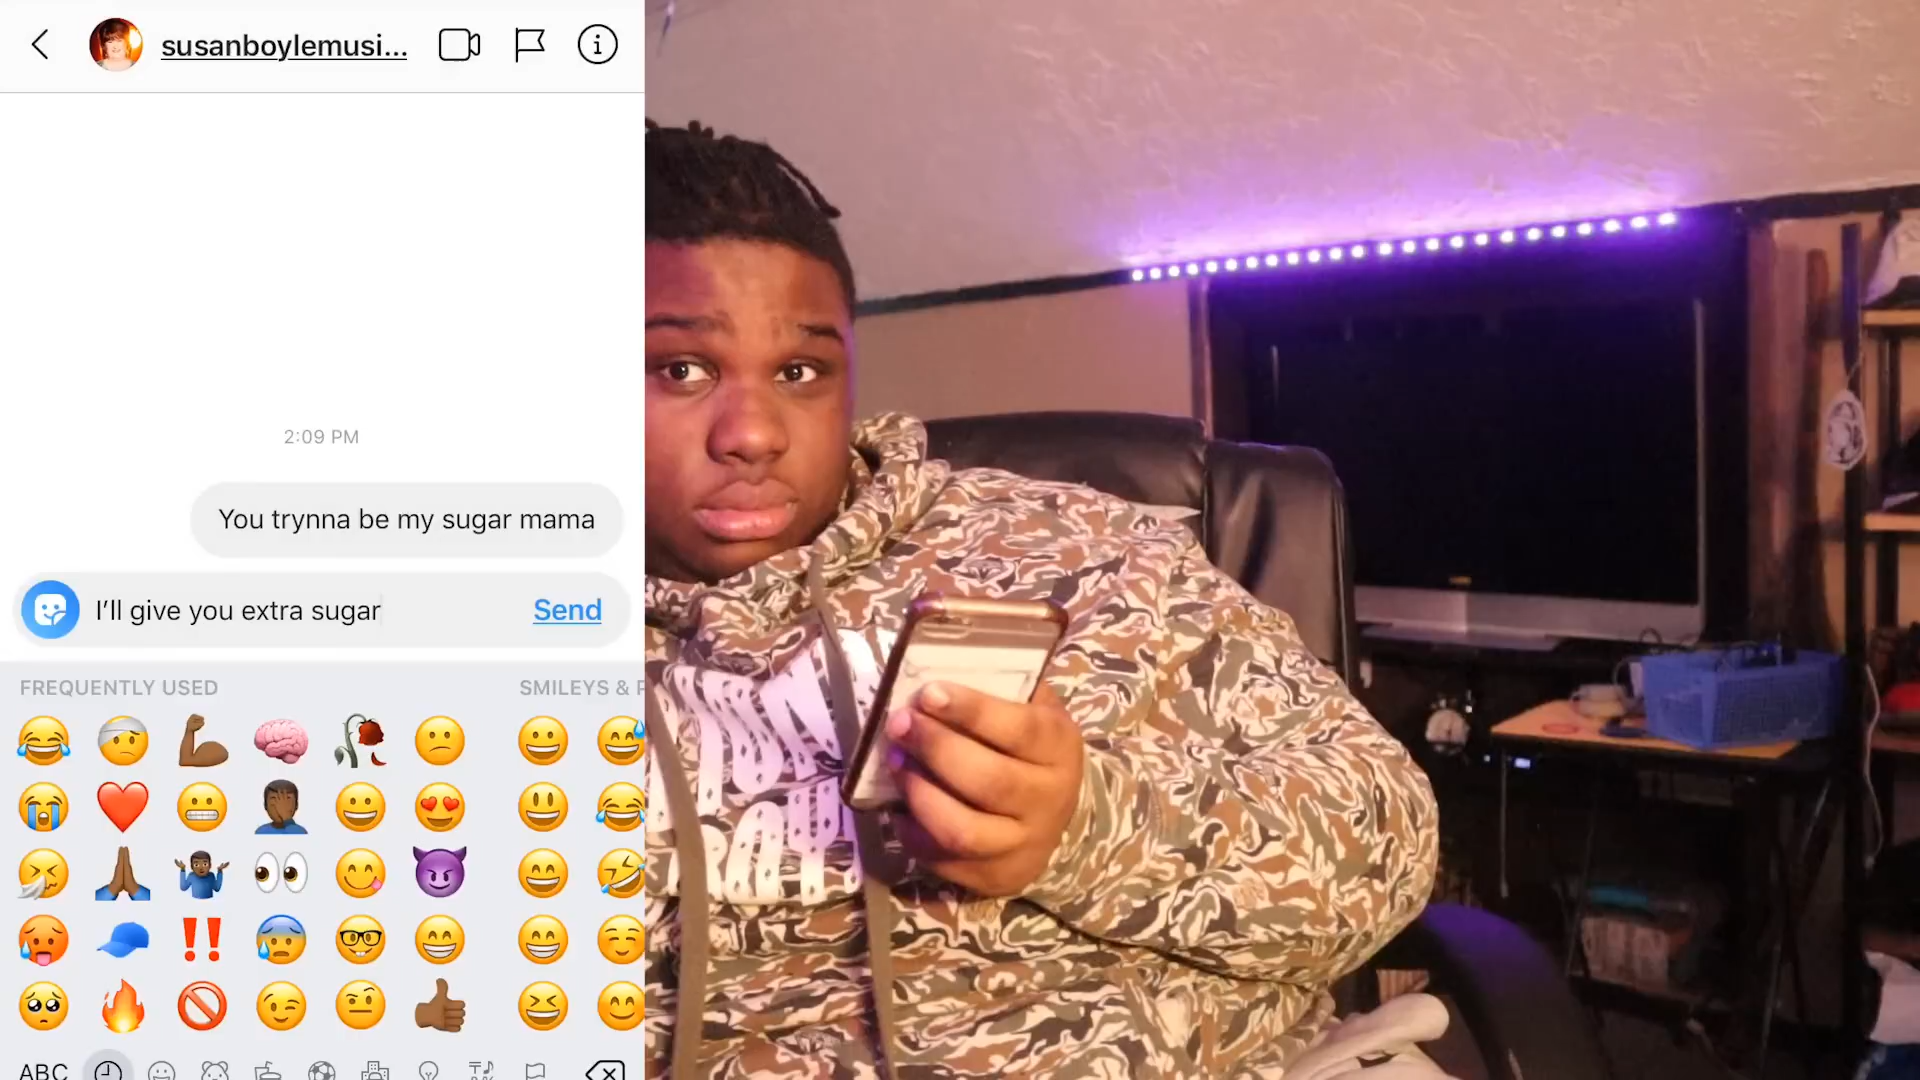 susanboylemusi...
2:09 PM
You trynna be my sugar mama
I'll give you extra sugar
Send
FREQUENTLY USED
SMILEYS & P
ABC